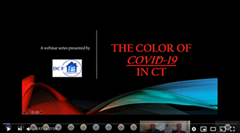 A webinar series presented by
THE COLOR OF
COVID-19
IN CT